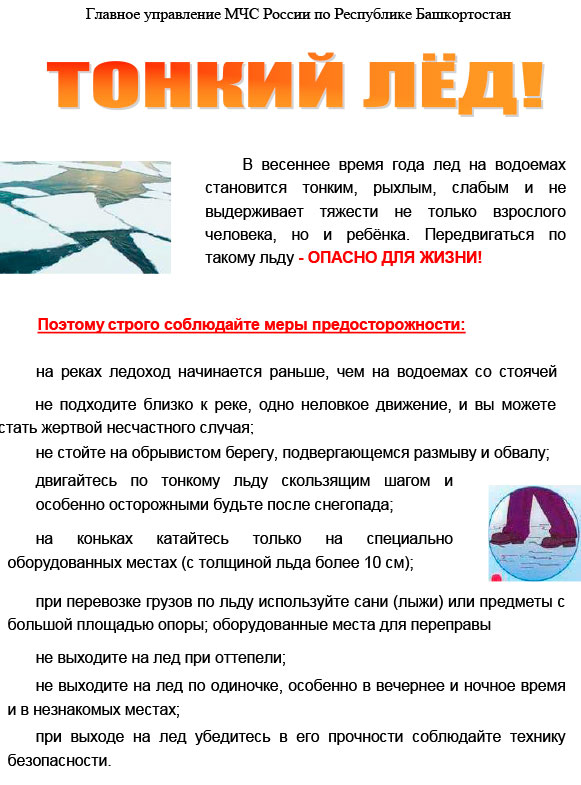 Главное управление МЧС России по Республике Башкортостан
ТОНКИЙ ЛЁД!
В весеннее время года лед на водоемах
становится тонким, рыхлым, слабым и не
выдерживает тяжести не только взрослого
человека, но и ребёнка. Передвигаться по
такому льду - ОПАСНО ДЛЯ ЖИЗНИ!
Поэтому строго соблюдайте меры предосторожности:
на реках ледоход начинается раньше, чем на водоемах со стоячей
не подходите близко к реке, одно неловкое движение, и вы можете
стать жертвой несчастного случая;
не стойте на обрывистом берегу, подвергающемся размыву и обвалу;
двигайтесь по тонкому льду скользящим шагом и
особенно осторожными будьте после снегопада;
на коньках катайтесь только на специально
оборудованных местах (с толщиной льда более 10 см);
при перевозке грузов по льду используйте сани (лыжи) или предметы с
большой площадью опоры; оборудованные места для переправы
не выходите на лед при оттепели;
не выходите на лед по одиночке, особенно в вечернее и ночное время
и в незнакомых местах;
при выходе на лед убедитесь в его прочности соблюдайте технику
безопасности.